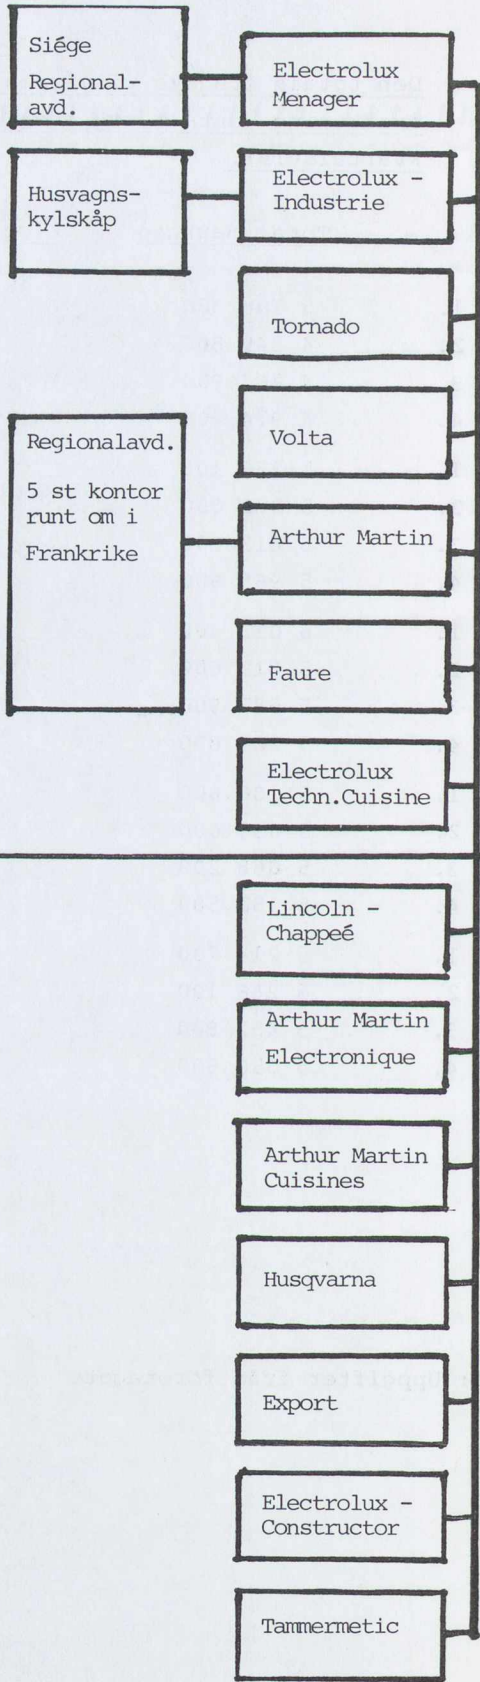 Siége
Regional-
avd.
Electrolux
Menager
Husvagns-
kylskåp
Electrolux -
Industrie
Tornado
Volta
Regionalavd.
5 st kontor
runt om i
Frankrike
Arthur Martin
Faure
Electrolux
Techn.Cuisine
Lincoln -
Chappeé
Arthur Martin
Electronique
Arthur Martin
Cuisines
Husqvarna
Export
Electrolux -
Constructor
Tammermetic